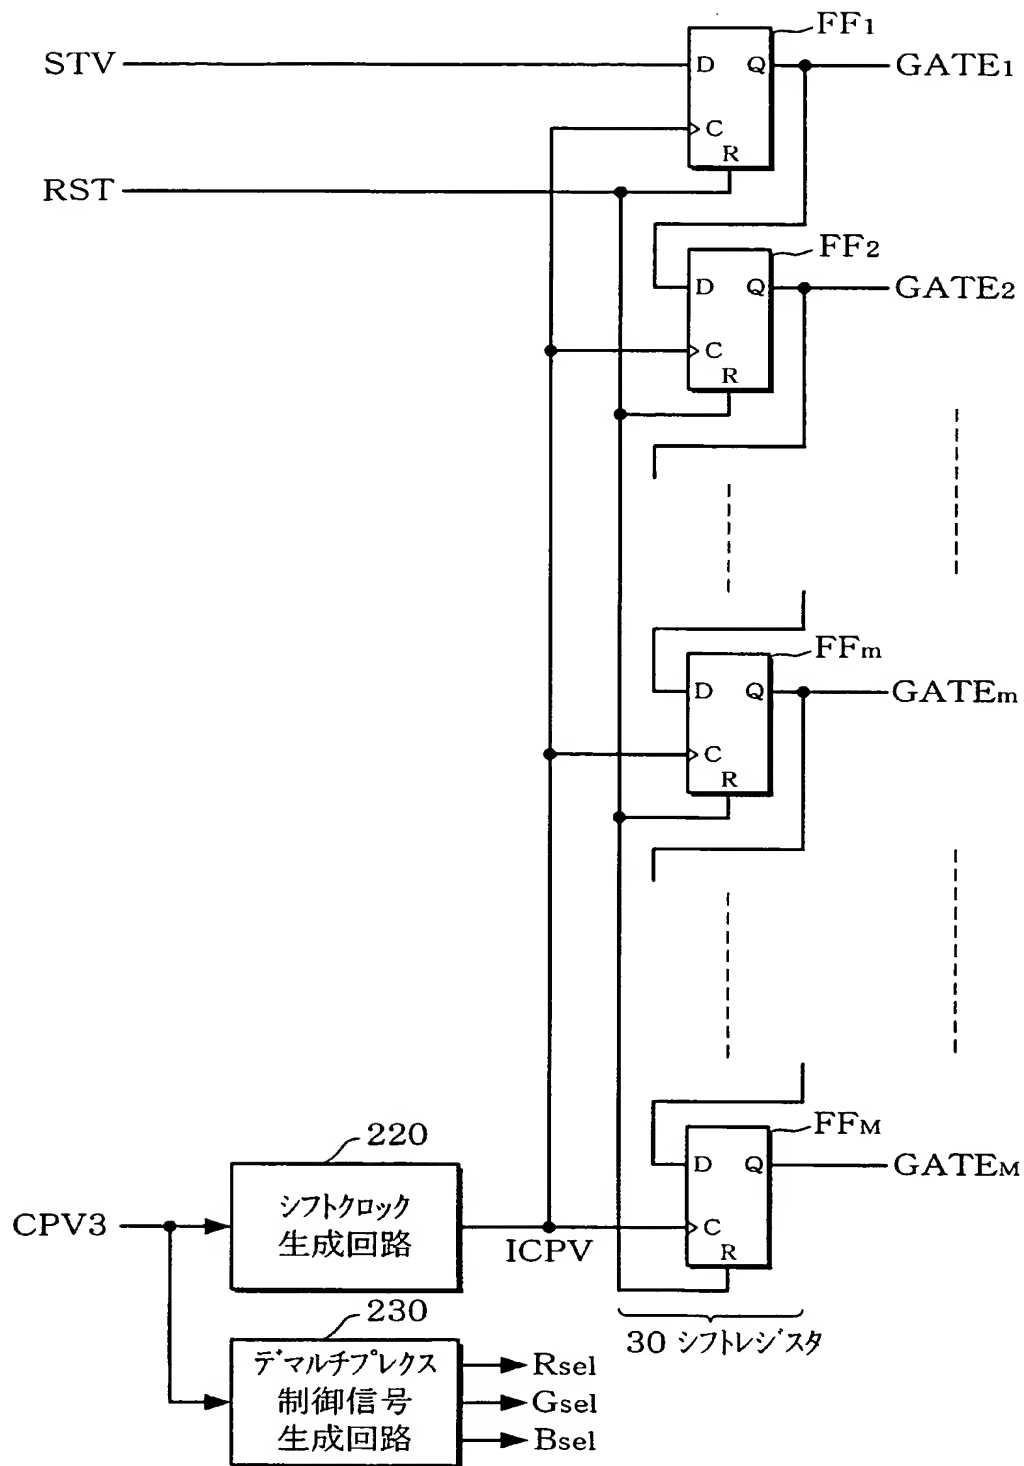 FF1
STV
D
Q
GATE1
C
R
RST
FF2
D
Q
GATE2
C
R
FFm
D
Q
GATEm
C
R
FFM
D
Q
GATEM
C
R
220
シフトクロック
生成回路
CPV3
ICPV
230
デマルチプレクス
制御信号
生成回路
Rsel
Gsel
Bsel
30 シフトレジスタ